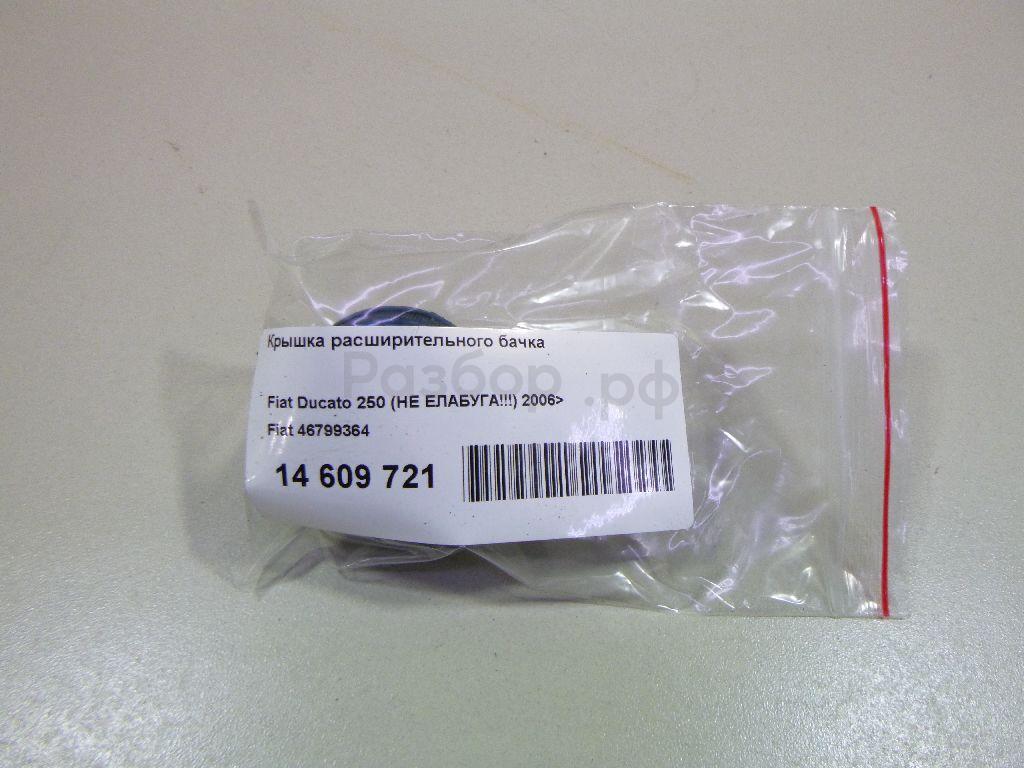 Крышка расширительного бачка
Разбор.рф
Fiat Ducato 250 (НЕ ЕЛАБУГА!!!) 2006>
Fiat 46799364
14 609 721